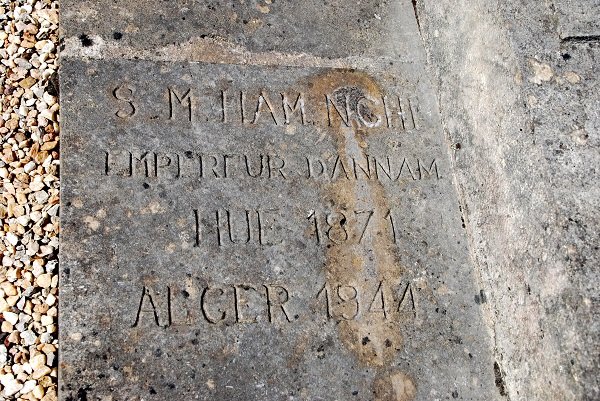 S.M.HAM NGHI
EMPEREUR D'ANNAM
HUE 1871
ALGER 1944